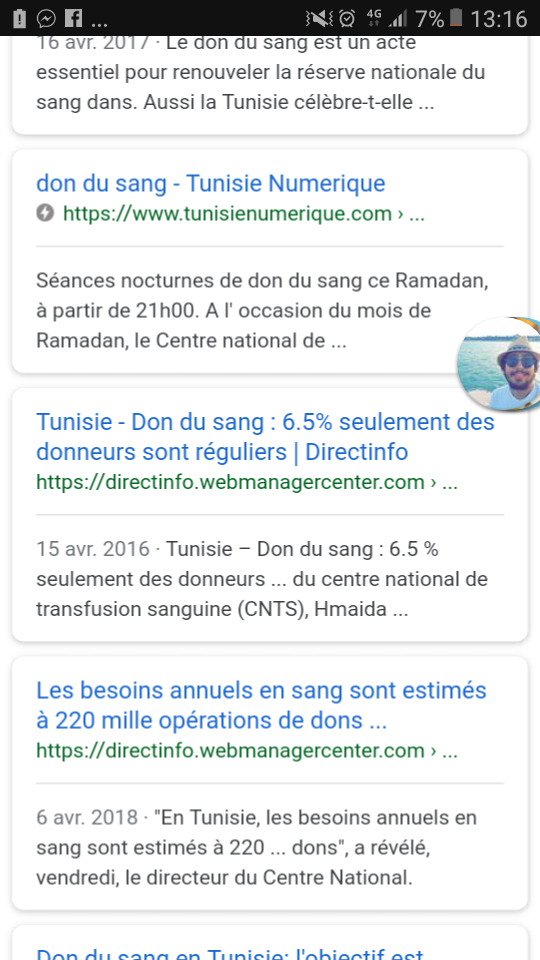 4G 7% 13:16
16 avr. 2017 · Le don du sang est un acte
essentiel pour renouveler la réserve nationale du
sang dans. Aussi la Tunisie célèbre-t-elle ...
don du sang - Tunisie Numerique
https://www.tunisienumerique.com › ...
Séances nocturnes de don du sang ce Ramadan,
à partir de 21h00. A l' occasion du mois de
Ramadan, le Centre national de ...
Tunisie - Don du sang : 6.5% seulement des
donneurs sont réguliers | Directinfo
https://directinfo.webmanagercenter.com › ...
15 avr. 2016 · Tunisie – Don du sang : 6.5 %
seulement des donneurs ... du centre national de
transfusion sanguine (CNTS), Hmaida ...
Les besoins annuels en sang sont estimés
à 220 mille opérations de dons ...
https://directinfo.webmanagercenter.com › ...
6 avr. 2018 · "En Tunisie, les besoins annuels en
sang sont estimés à 220 ... dons", a révélé,
vendredi, le directeur du Centre National.
Don du sang en Tunisie: l'objectif est